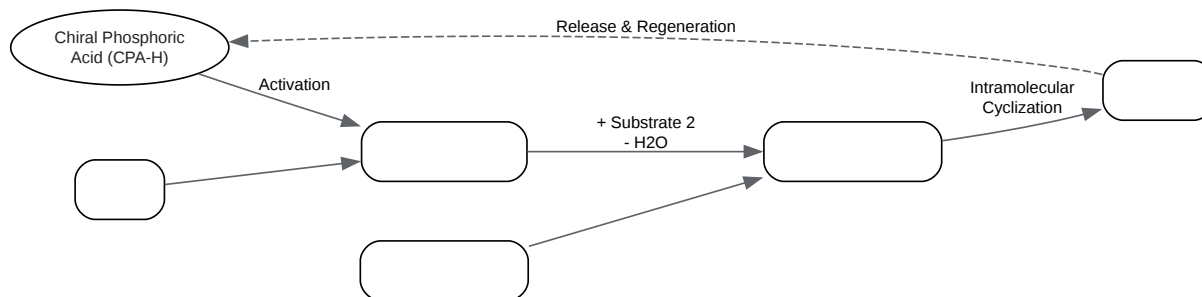 Release & Regeneration
Chiral Phosphoric
Acid (CPA-H)
Activation
Intramolecular
Cyclization
+ Substrate 2
- H2O